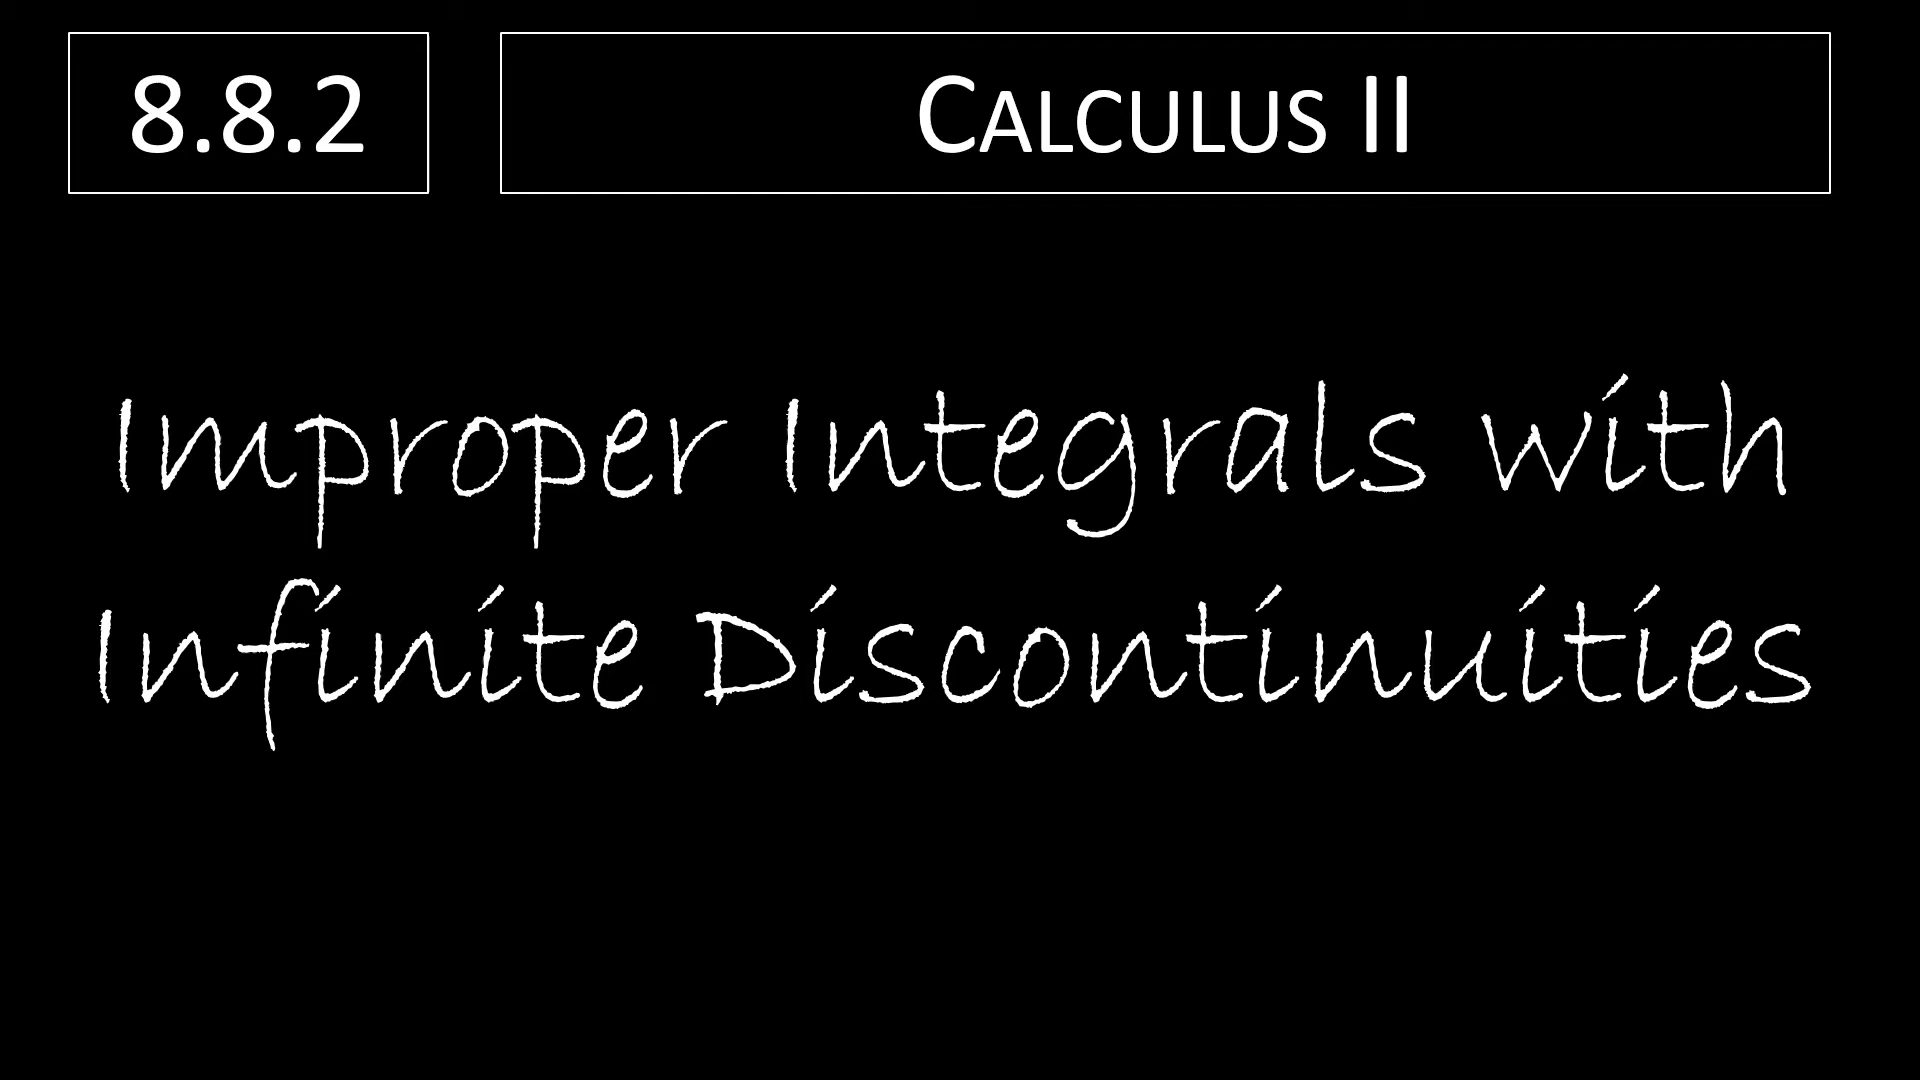 8.8.2
CALCULUS II
Improper Integrals with
Infinite Discontinuities